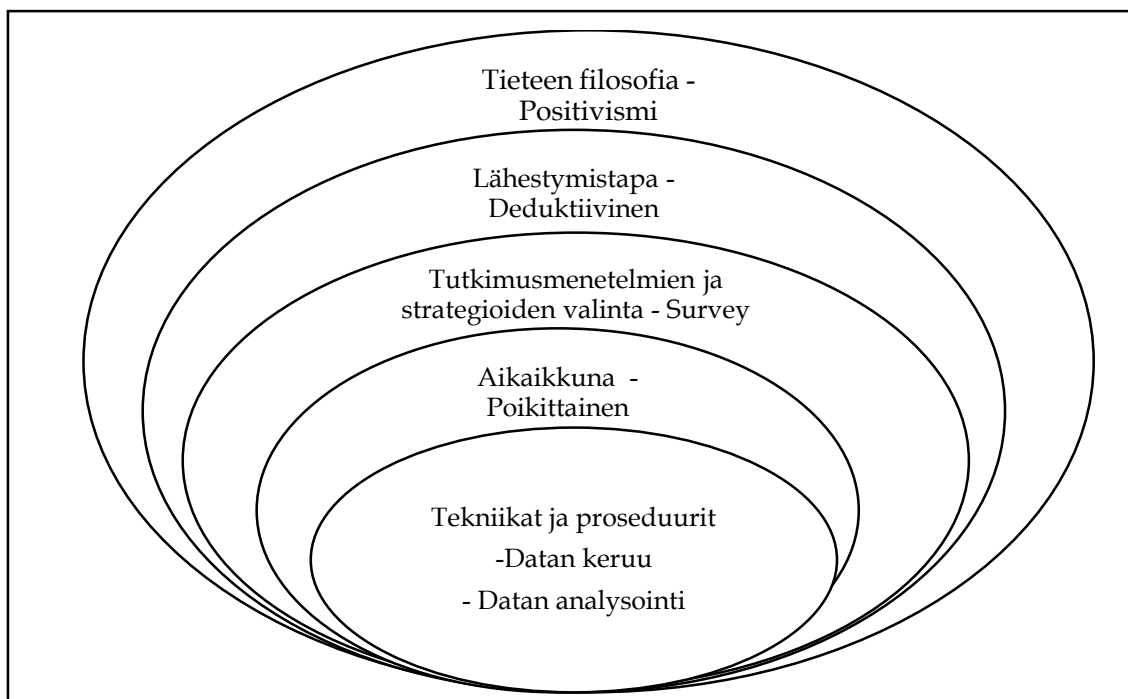 Tieteen filosofia -
Positivismi
Lähestymistapa -
Deduktiivinen
Tutkimusmenetelmien ja
strategioiden valinta - Survey
Aikaikkuna -
Poikittainen
Tekniikat ja proseduurit
-Datan keruu
- Datan analysointi